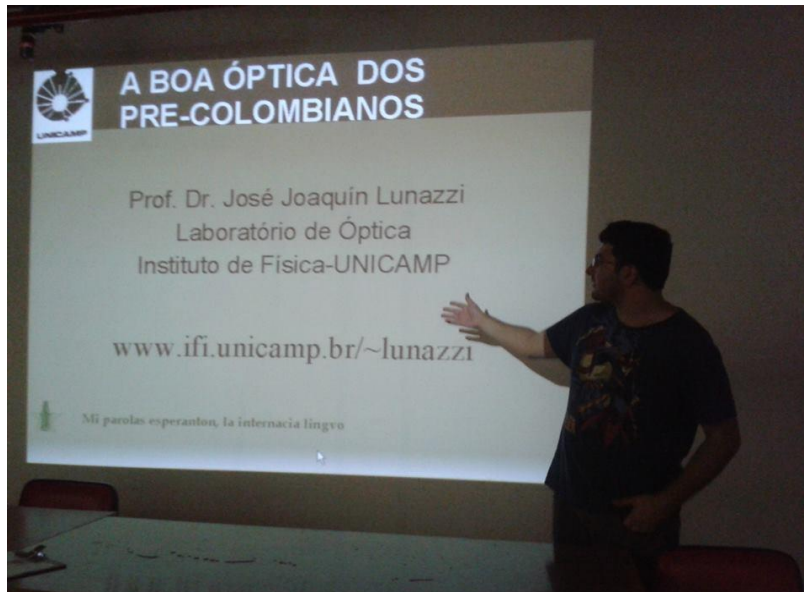 UNICAMP
A BOA ÓPTICA DOS
PRE-COLOMBIANOS
Prof. Dr. José Joaquín Lunazzi
Laboratório de Óptica
Instituto de Física-UNICAMP
www.ifi.unicamp.br/~lunazzi
Mi parolas esperanton, la internacia lingvo